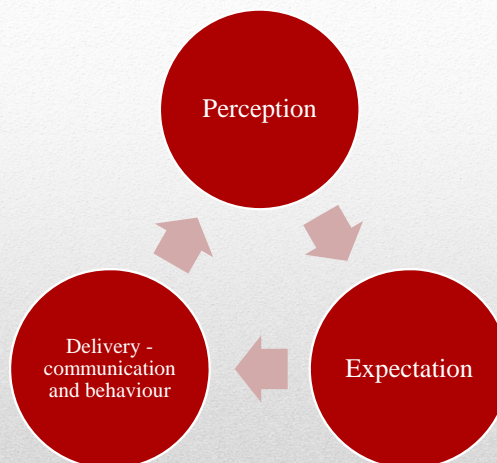 Perception
Delivery -
communication
and behaviour
Expectation